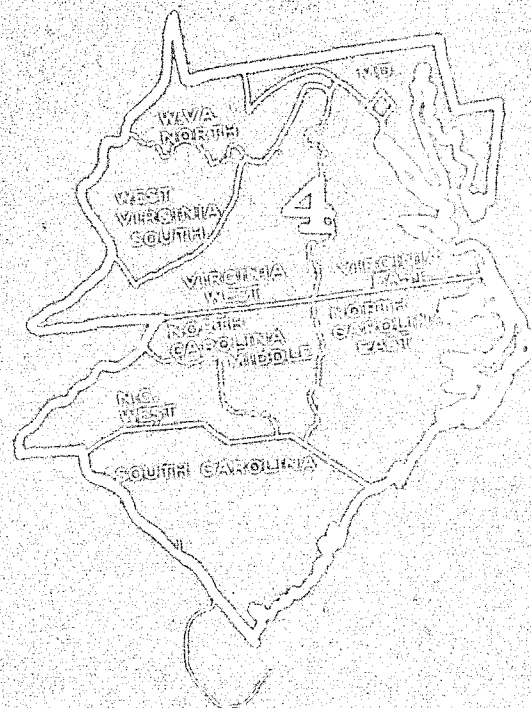 W.VA.
NORTH
WEST
VIRGINIA
SOUTH
4
VIRGINIA
WEST
VIRGINIA
EAST
NORTH
CAROLINA
MIDDLE
NORTH
CAROLINA
EAST
N.C.
WEST
SOUTH CAROLINA